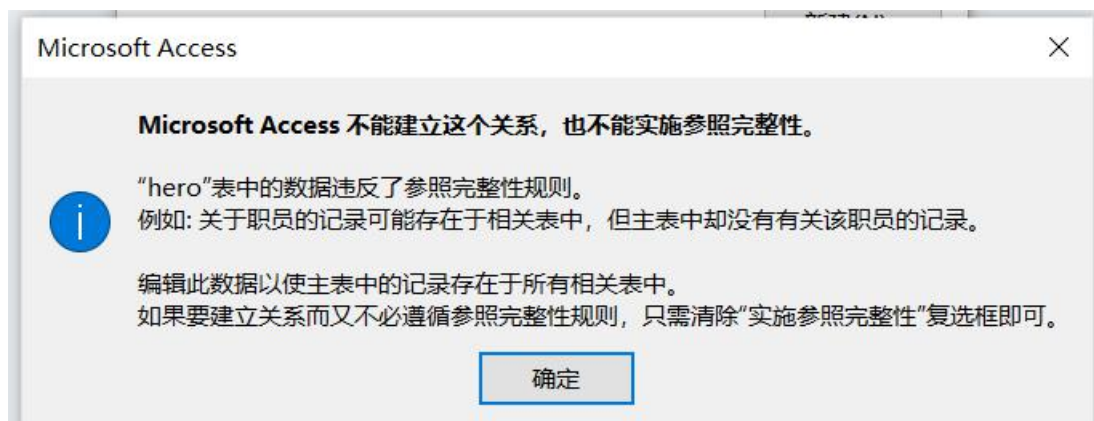 Microsoft Access
Microsoft Access 不能建立这个关系，也不能实施参照完整性。
“hero”表中的数据违反了参照完整性规则。
例如: 关于职员的记录可能存在于相关表中，但主表中却没有有关该职员的记录。
编辑此数据以使主表中的记录存在于所有相关表中。
如果要建立关系而又不必遵循参照完整性规则，只需清除“实施参照完整性”复选框即可。
确定